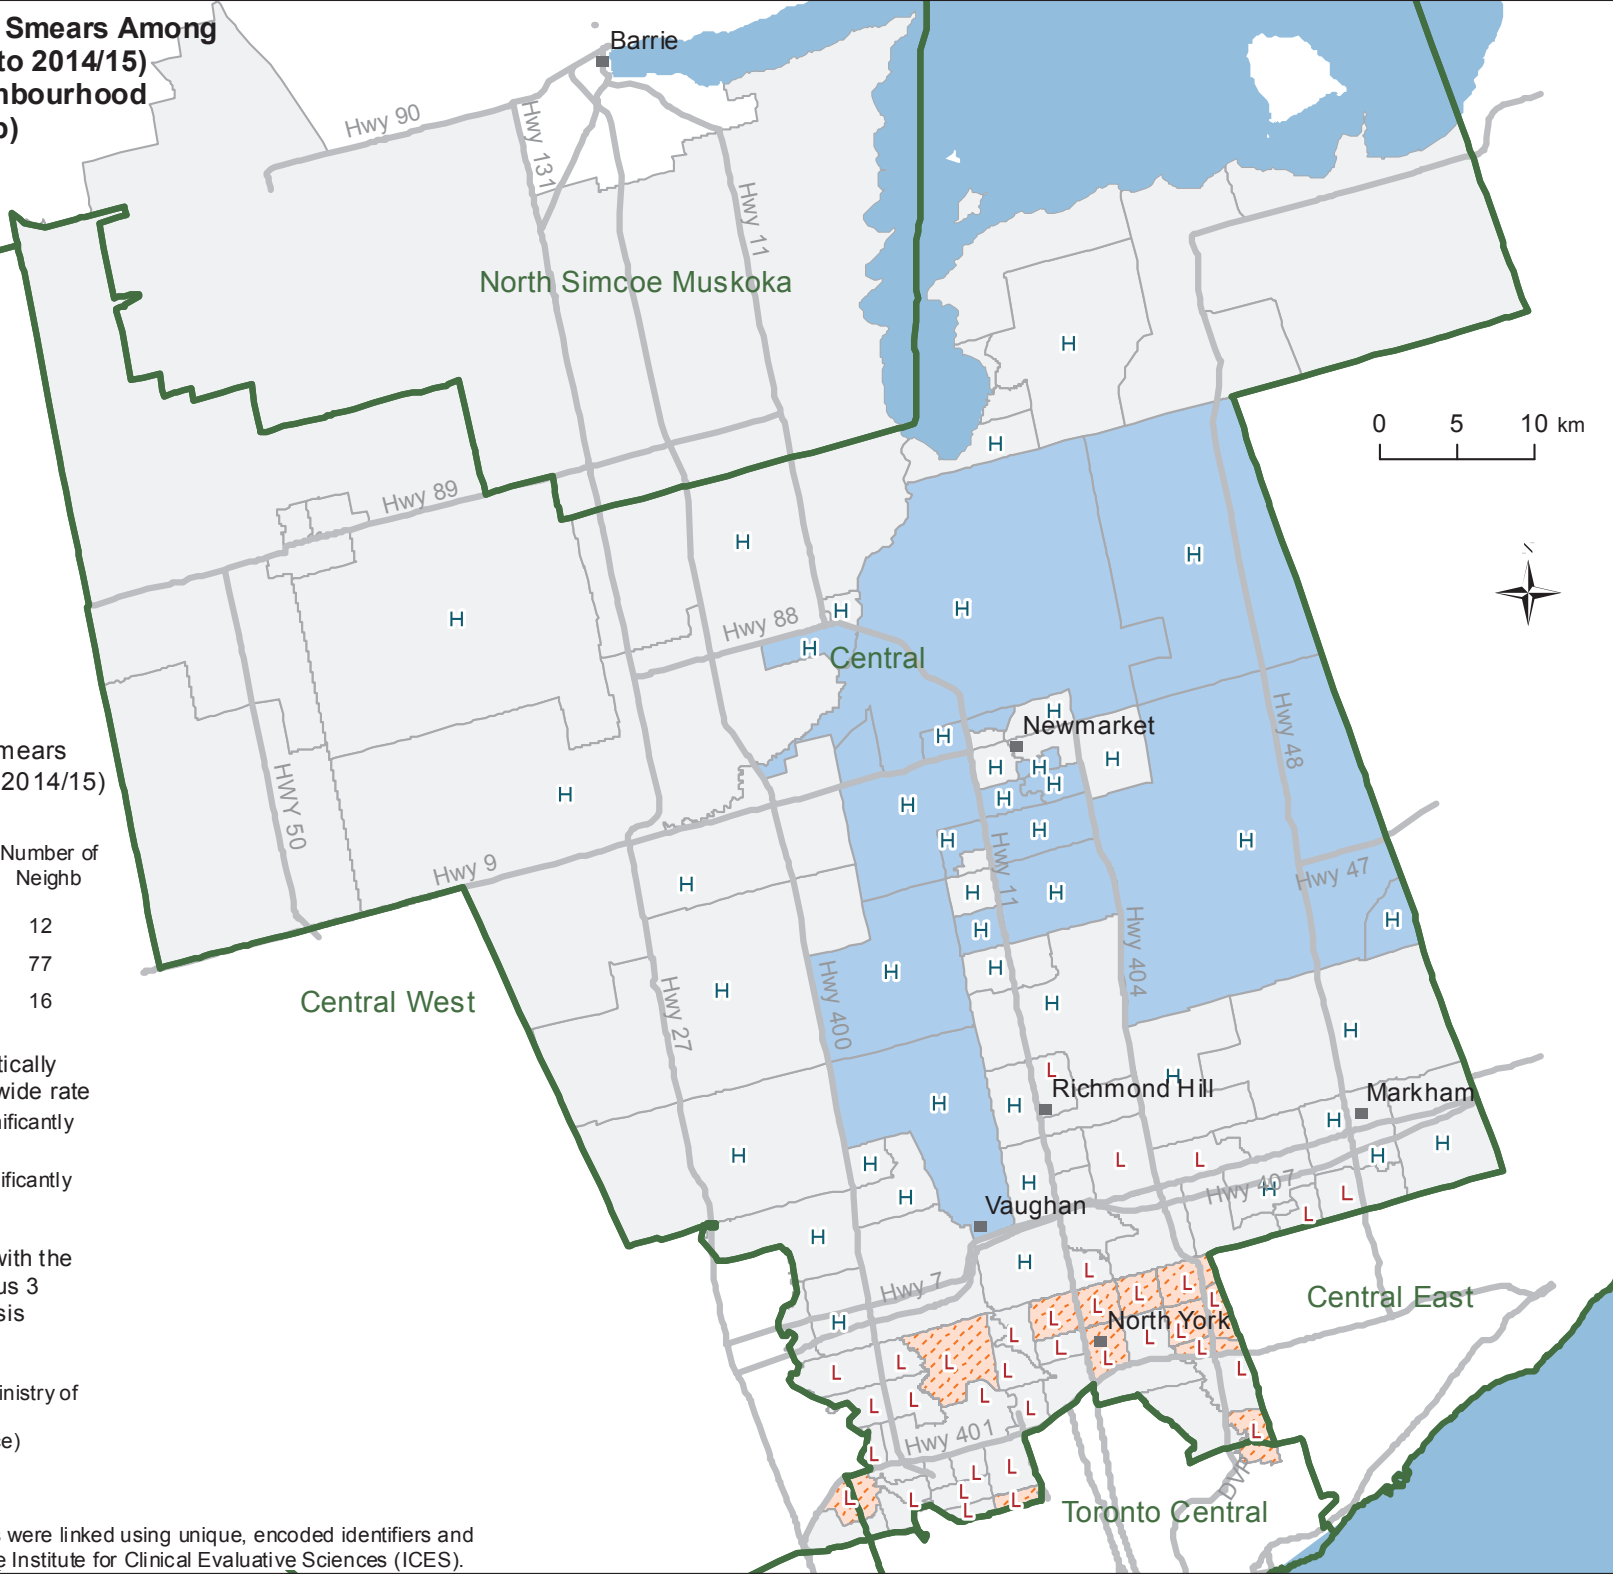 Smears Among
to 2014/15)
nbourhood
o)
Barrie
Hwy 90
Hwy 131
Hwy 11
North Simcoe Muskoka
H
0 5 10 km
H
Hwy 89
H
H
N
H
H
Hwy 88
H
H
H
Central
H
Newmarket
H
Hwy 48
mears
2014/15)
HWY 50
H
H
H
H
H
H
H
H
H
H
H
Hwy 11
Hwy 47
Number of
Neighb
Hwy 9
H
H
H
H
12
H
Hwy 404
77
H
H
Hwy 400
16
Central West
H
Hwy 27
H
H
tically
wide rate
L
H
Richmond Hill
Markham
nificantly
H
H
H
H
L
L
H
H
H
H
nificantly
H
H
Hwy 407
H
L
Vaughan
L
H
with the
us 3
sis
H
L
Hwy 7
L
L
L
L
Central East
H
L
North York
L
L
L
L
L
L
L
L
L
L
L
L
inistry of
L
L
L
L
Hwy 401
L
L
ce)
L
L
DVP
L
L
L
L
L
Toronto Central
s were linked using unique, encoded identifiers and
e Institute for Clinical Evaluative Sciences (ICES).